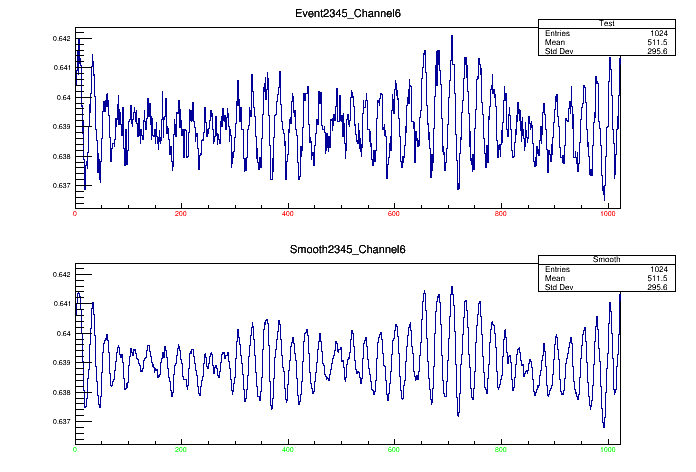 Event2345_Channel6
Test
Entries 1024
Mean 511.5
Std Dev 295.6
0.642
0.641
0.64
0.639
0.638
0.637
0 200 400 600 800 1000
Smooth2345_Channel6
Smooth
Entries 1024
Mean 511.5
Std Dev 295.6
0.642
0.641
0.64
0.639
0.638
0.637
0 200 400 600 800 1000